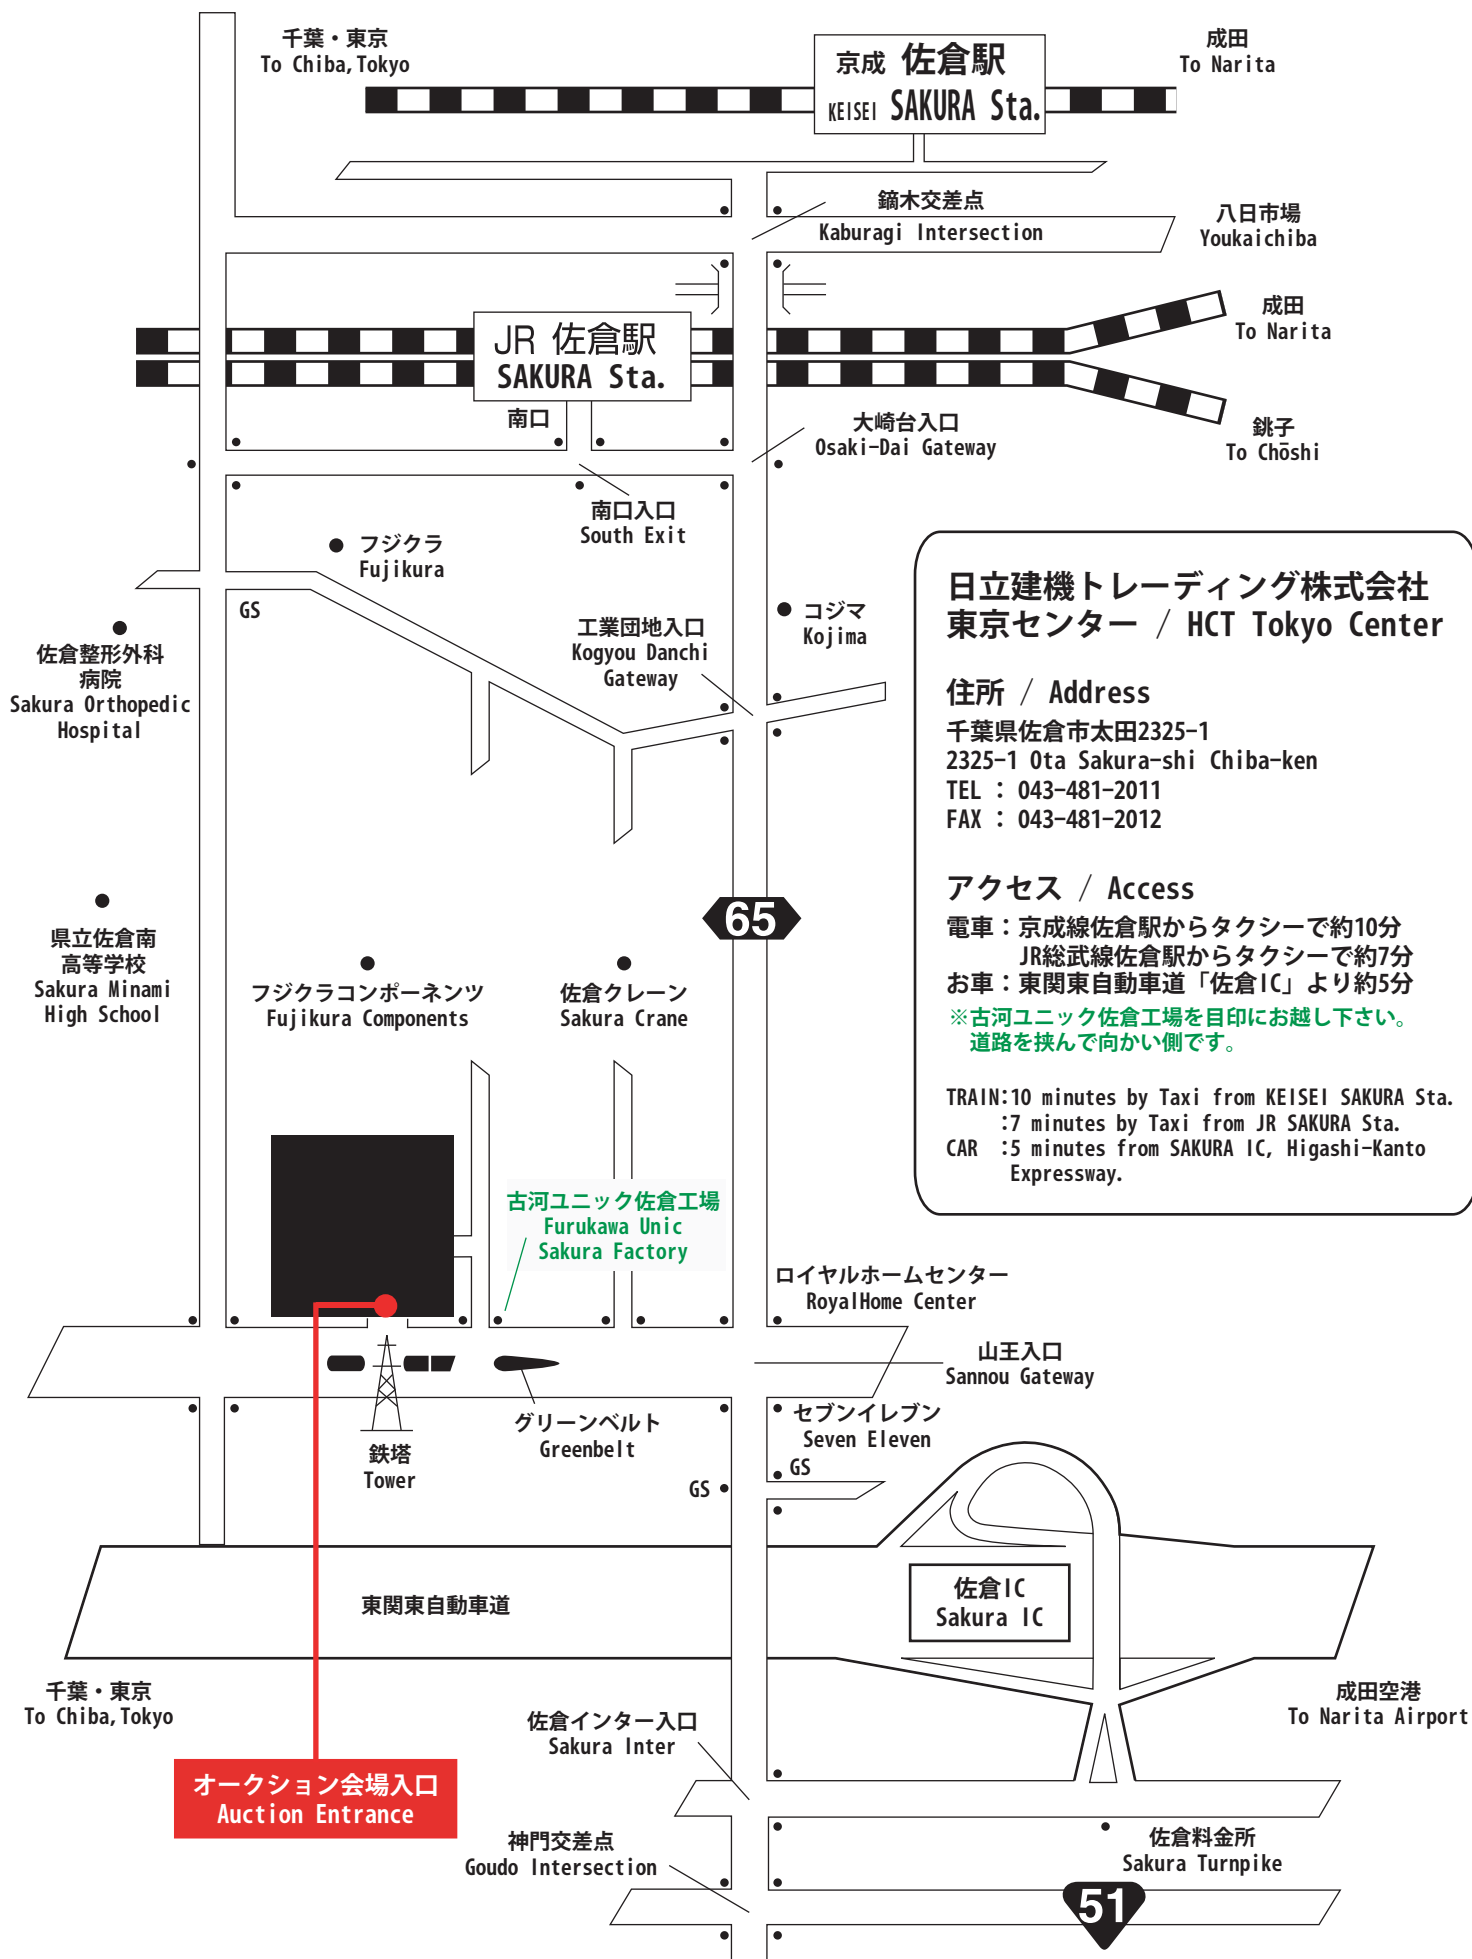 千葉・東京
To Chiba,Tokyo
京成 佐倉駅
KEISEI SAKURA Sta.
成田
To Narita
鏑木交差点
Kaburagi Intersection
八日市場
Youkaichiba
成田
To Narita
JR 佐倉駅
SAKURA Sta.
南口
大崎台入口
Osaki-Dai Gateway
銚子
To Chōshi
南口入口
South Exit
フジクラ
Fujikura
GS
コジマ
Kojima
工業団地入口
Kogyou Danchi
Gateway
佐倉整形外科
病院
Sakura Orthopedic
Hospital
日立建機トレーディング株式会社
東京センター / HCT Tokyo Center
住所 / Address
千葉県佐倉市太田2325-1
2325-1 Ota Sakura-shi Chiba-ken
TEL : 043-481-2011
FAX : 043-481-2012
アクセス / Access
電車：京成線佐倉駅からタクシーで約10分
JR総武線佐倉駅からタクシーで約7分
お車：東関東自動車道「佐倉IC」より約5分
※古河ユニック佐倉工場を目印にお越し下さい。
道路を挟んで向かい側です。
TRAIN:10 minutes by Taxi from KEISEI SAKURA Sta.
:7 minutes by Taxi from JR SAKURA Sta.
CAR :5 minutes from SAKURA IC, Higashi-Kanto
Expressway.
65
県立佐倉南
高等学校
Sakura Minami
High School
フジクラコンポーネンツ
Fujikura Components
佐倉クレーン
Sakura Crane
古河ユニック佐倉工場
Furukawa Unic
Sakura Factory
ロイヤルホームセンター
RoyalHome Center
山王入口
Sannou Gateway
セブンイレブン
Seven Eleven
GS
GS
グリーンベルト
Greenbelt
鉄塔
Tower
佐倉IC
Sakura IC
東関東自動車道
千葉・東京
To Chiba,Tokyo
成田空港
To Narita Airport
佐倉インター入口
Sakura Inter
オークション会場入口
Auction Entrance
神門交差点
Goudo Intersection
佐倉料金所
Sakura Turnpike
51